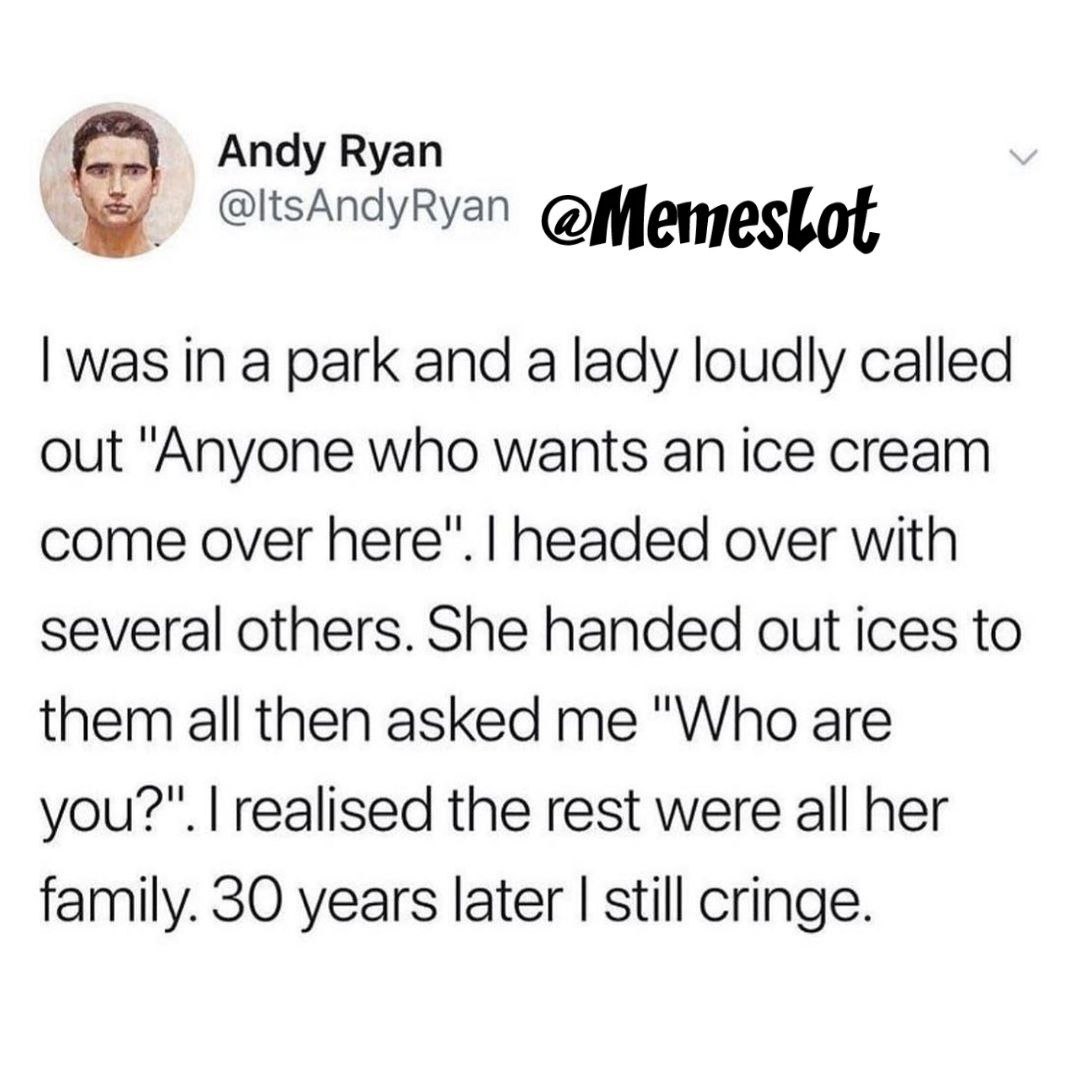 Andy Ryan
@ItsAndyRyan
@MemesLot
I was in a park and a lady loudly called
out "Anyone who wants an ice cream
come over here". I headed over with
several others. She handed out ices to
them all then asked me "Who are
you?". I realised the rest were all her
family. 30 years later I still cringe.